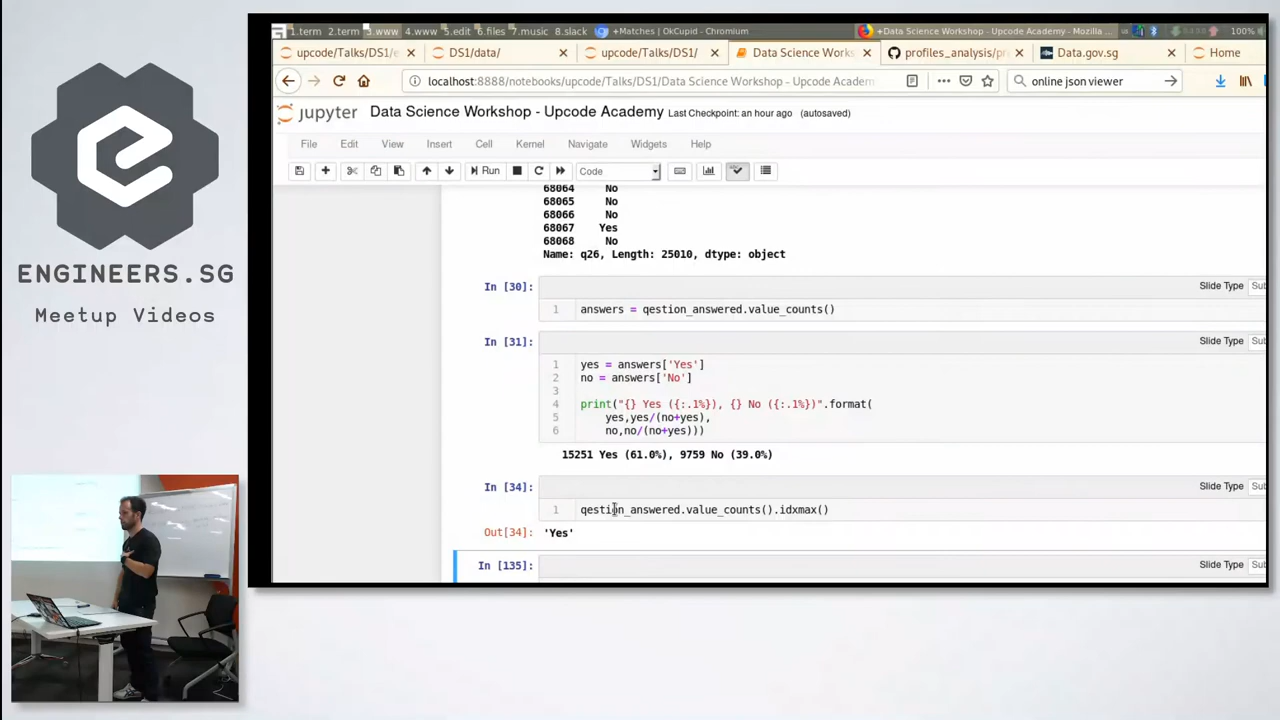 1.term 2.term 3.www 4.www 5.edit 6.files 7.music 8.slack +Matches | OkCupid - Chromium +Data Science Workshop - Upcode Academy - Mozilla ... 100%
upcode/Talks/DS1/ DS1/data/ upcode/Talks/DS1/ Data Science Works profiles_analysis/pr Data.gov.sg Home
localhost:8888/notebooks/upcode/Talks/DS1/Data Science Workshop - Upcode Academ online json viewer
jupyter Data Science Workshop - Upcode Academy Last Checkpoint: an hour ago (autosaved)
File Edit View Insert Cell Kernel Navigate Widgets Help
Run Code
68064 No
68065 No
68066 No
68067 Yes
68068 No
Name: q26, Length: 25010, dtype: object
In [30]: Slide Type Sub
1 answers = qestion_answered.value_counts()
In [31]: Slide Type Sub
1 yes = answers['Yes']
2 no = answers['No']
3
4 print("{} Yes ({:.1%}), {} No ({:.1%})".format(
5 yes,yes/(no+yes),
6 no,no/(no+yes)))
15251 Yes (61.0%), 9759 No (39.0%)
In [34]: Slide Type Sub
1 qestion_answered.value_counts().idxmax()
Out[34]: 'Yes'
In [135]: Slide Type Sub
ENGINEERS.SG
Meetup Videos